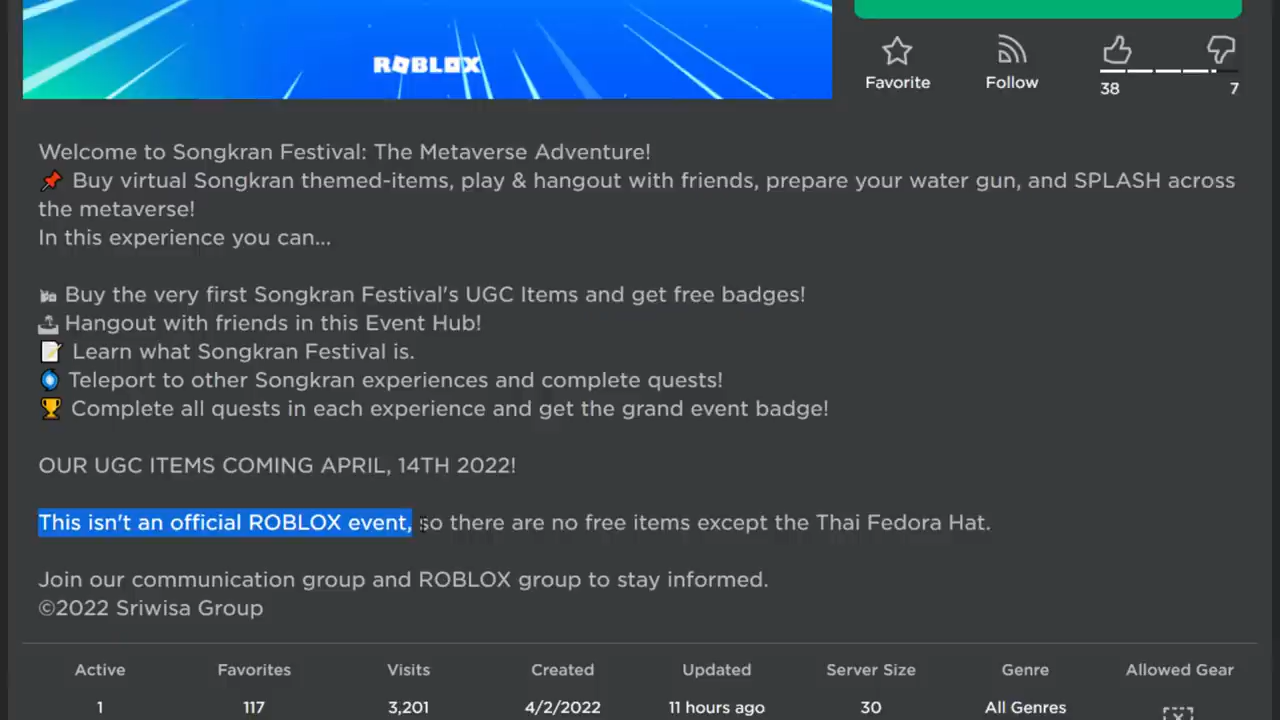 ROBLOX
Favorite
Follow
38
7
Welcome to Songkran Festival: The Metaverse Adventure!
📌 Buy virtual Songkran themed-items, play & hangout with friends, prepare your water gun, and SPLASH across
the metaverse!
In this experience you can...
Buy the very first Songkran Festival's UGC Items and get free badges!
Hangout with friends in this Event Hub!
📝 Learn what Songkran Festival is.
🌀 Teleport to other Songkran experiences and complete quests!
🏆 Complete all quests in each experience and get the grand event badge!
OUR UGC ITEMS COMING APRIL, 14TH 2022!
This isn't an official ROBLOX event, so there are no free items except the Thai Fedora Hat.
Join our communication group and ROBLOX group to stay informed.
©2022 Sriwisa Group
Active Favorites Visits Created Updated Server Size Genre Allowed Gear
1 117 3,201 4/2/2022 11 hours ago 30 All Genres